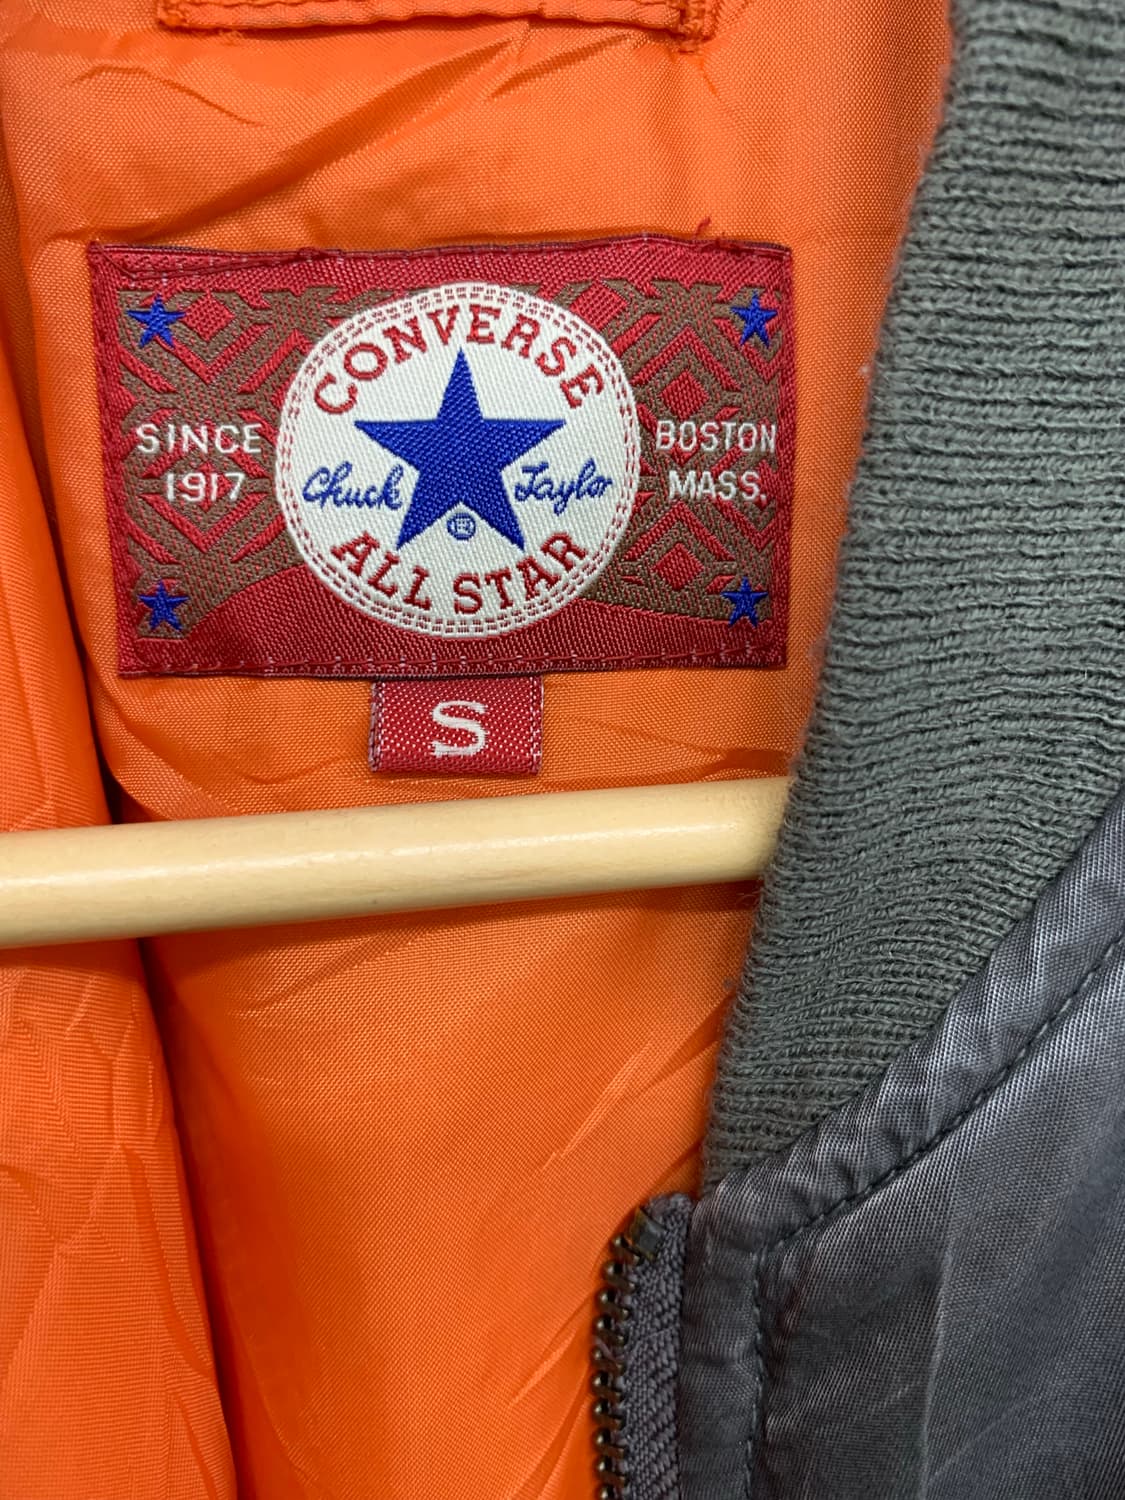 CONVERSE
SINCE
1917
Chuck Taylor
®
BOSTON
MASS.
ALL STAR
S